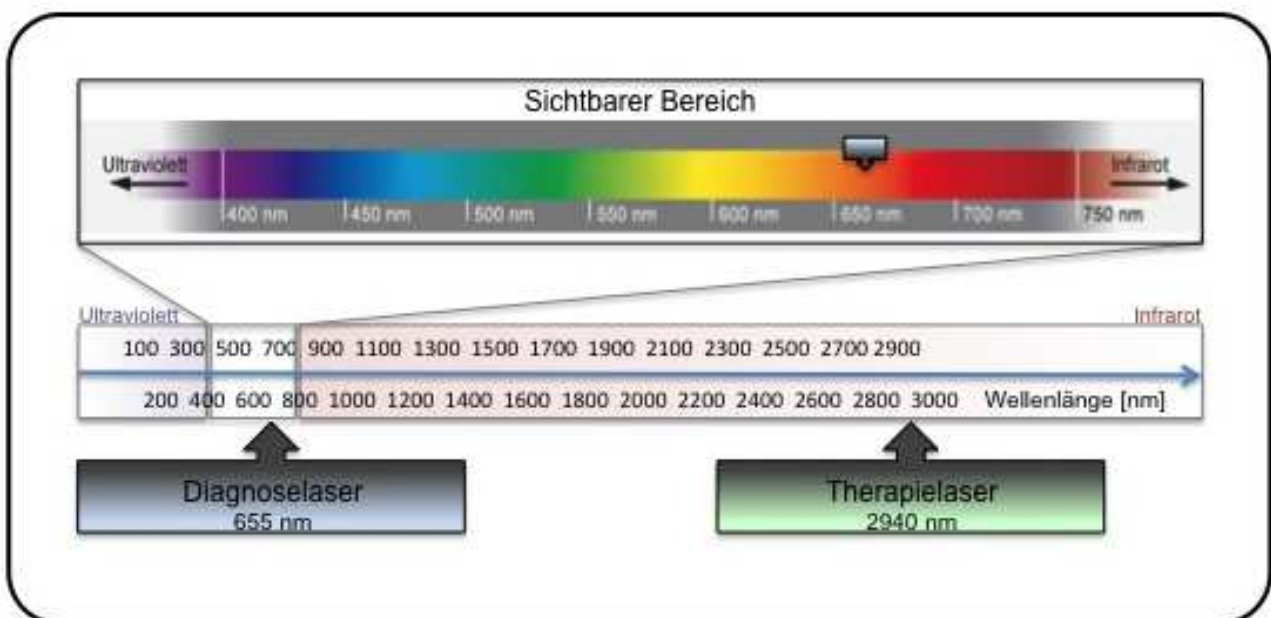 Sichtbarer Bereich
Ultraviolett Infrarot
400 nm 450 nm 500 nm 550 nm 600 nm 650 nm 700 nm 750 nm
Ultraviolett Infrarot
100 300 500 700 900 1100 1300 1500 1700 1900 2100 2300 2500 2700 2900
200 400 600 800 1000 1200 1400 1600 1800 2000 2200 2400 2600 2800 3000 Wellenlänge [nm]
Diagnoselaser
655 nm
Therapielaser
2940 nm